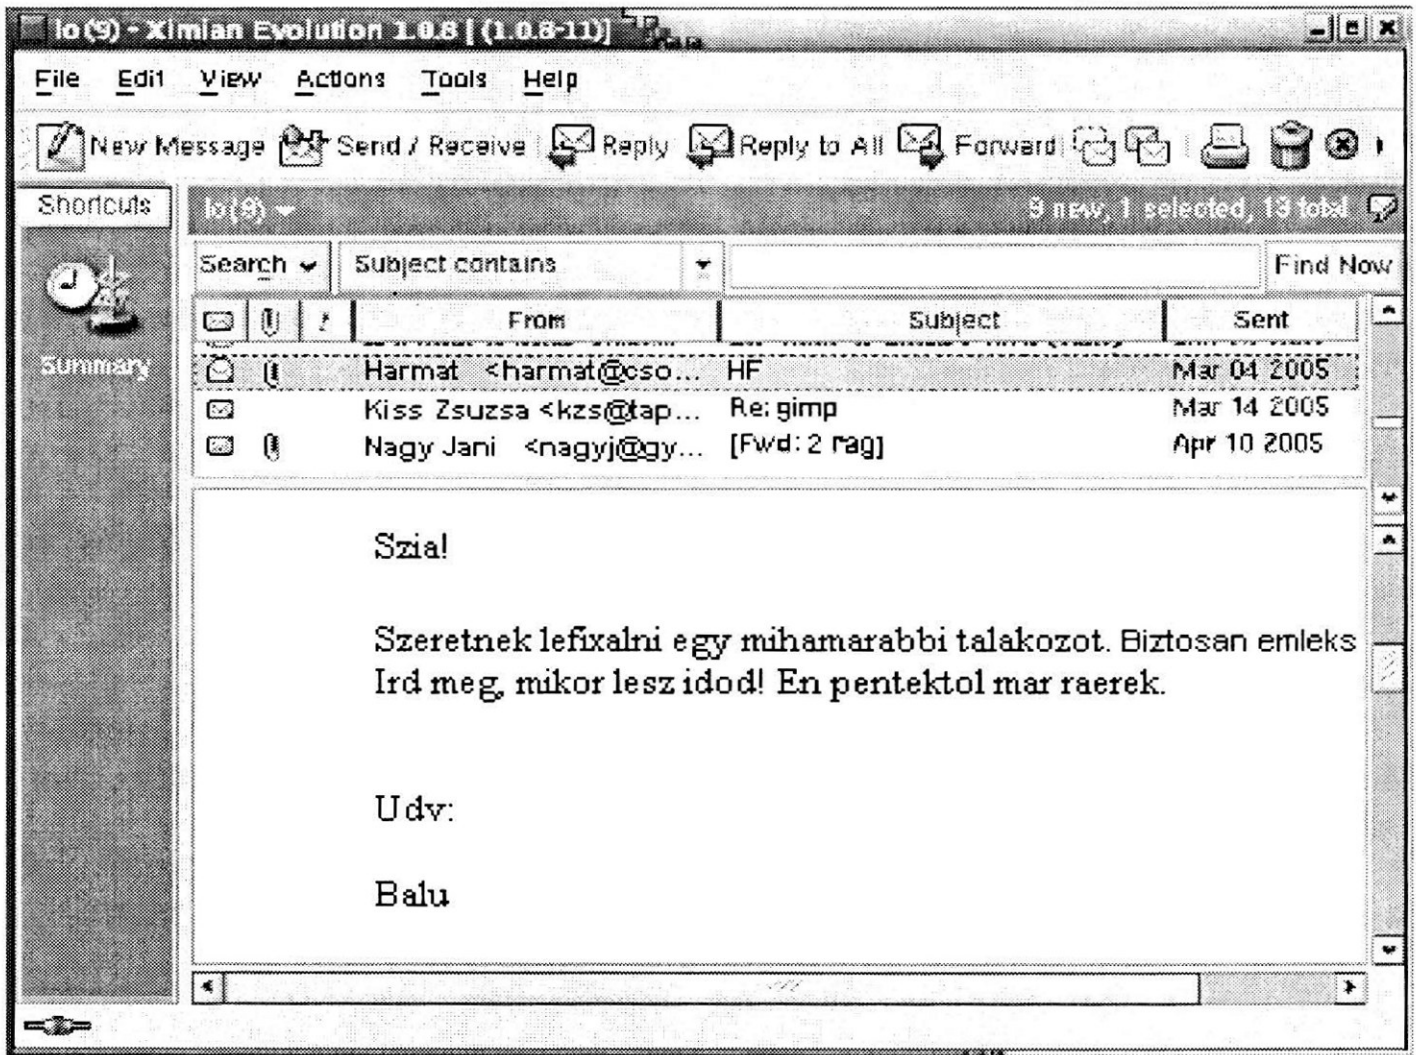 lo (9) - Ximian Evolution 1.0.8 [ (1.0.8-11)]
File Edit View Actions Tools Help
New Message Send / Receive Reply Reply to All Forward
Shortcuts
lo (9) 9 new, 1 selected, 13 total
Search Subject contains Find Now
From Subject Sent
Summary
Harmat <harmat@cso... HF Mar 04 2005
Kiss Zsuzsa <kzs@tap... Re: gimp Mar 14 2005
Nagy Jani <nagyj@gy... [Fwd: 2 rag] Apr 10 2005
Szia!
Szeretnek lefixalni egy mihamarabbi talakozot. Biztosan emleks
Ird meg, mikor lesz idod! En pentektol mar raerek.
Udv:
Balu